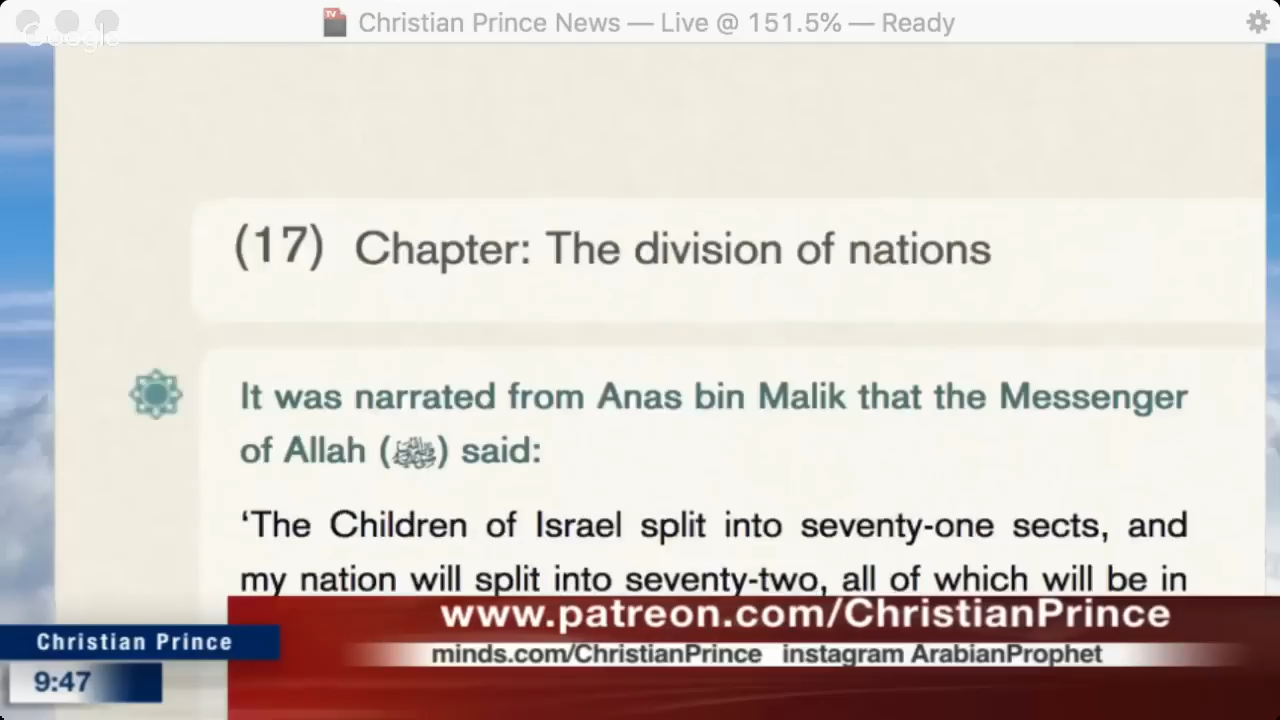 Christian Prince News — Live @ 151.5% — Ready
Google
(17) Chapter: The division of nations
It was narrated from Anas bin Malik that the Messenger
of Allah (ﷺ) said:
‘The Children of Israel split into seventy-one sects, and
my nation will split into seventy-two, all of which will be in
www.patreon.com/ChristianPrince
Christian Prince
minds.com/ChristianPrince instagram ArabianProphet
9:47